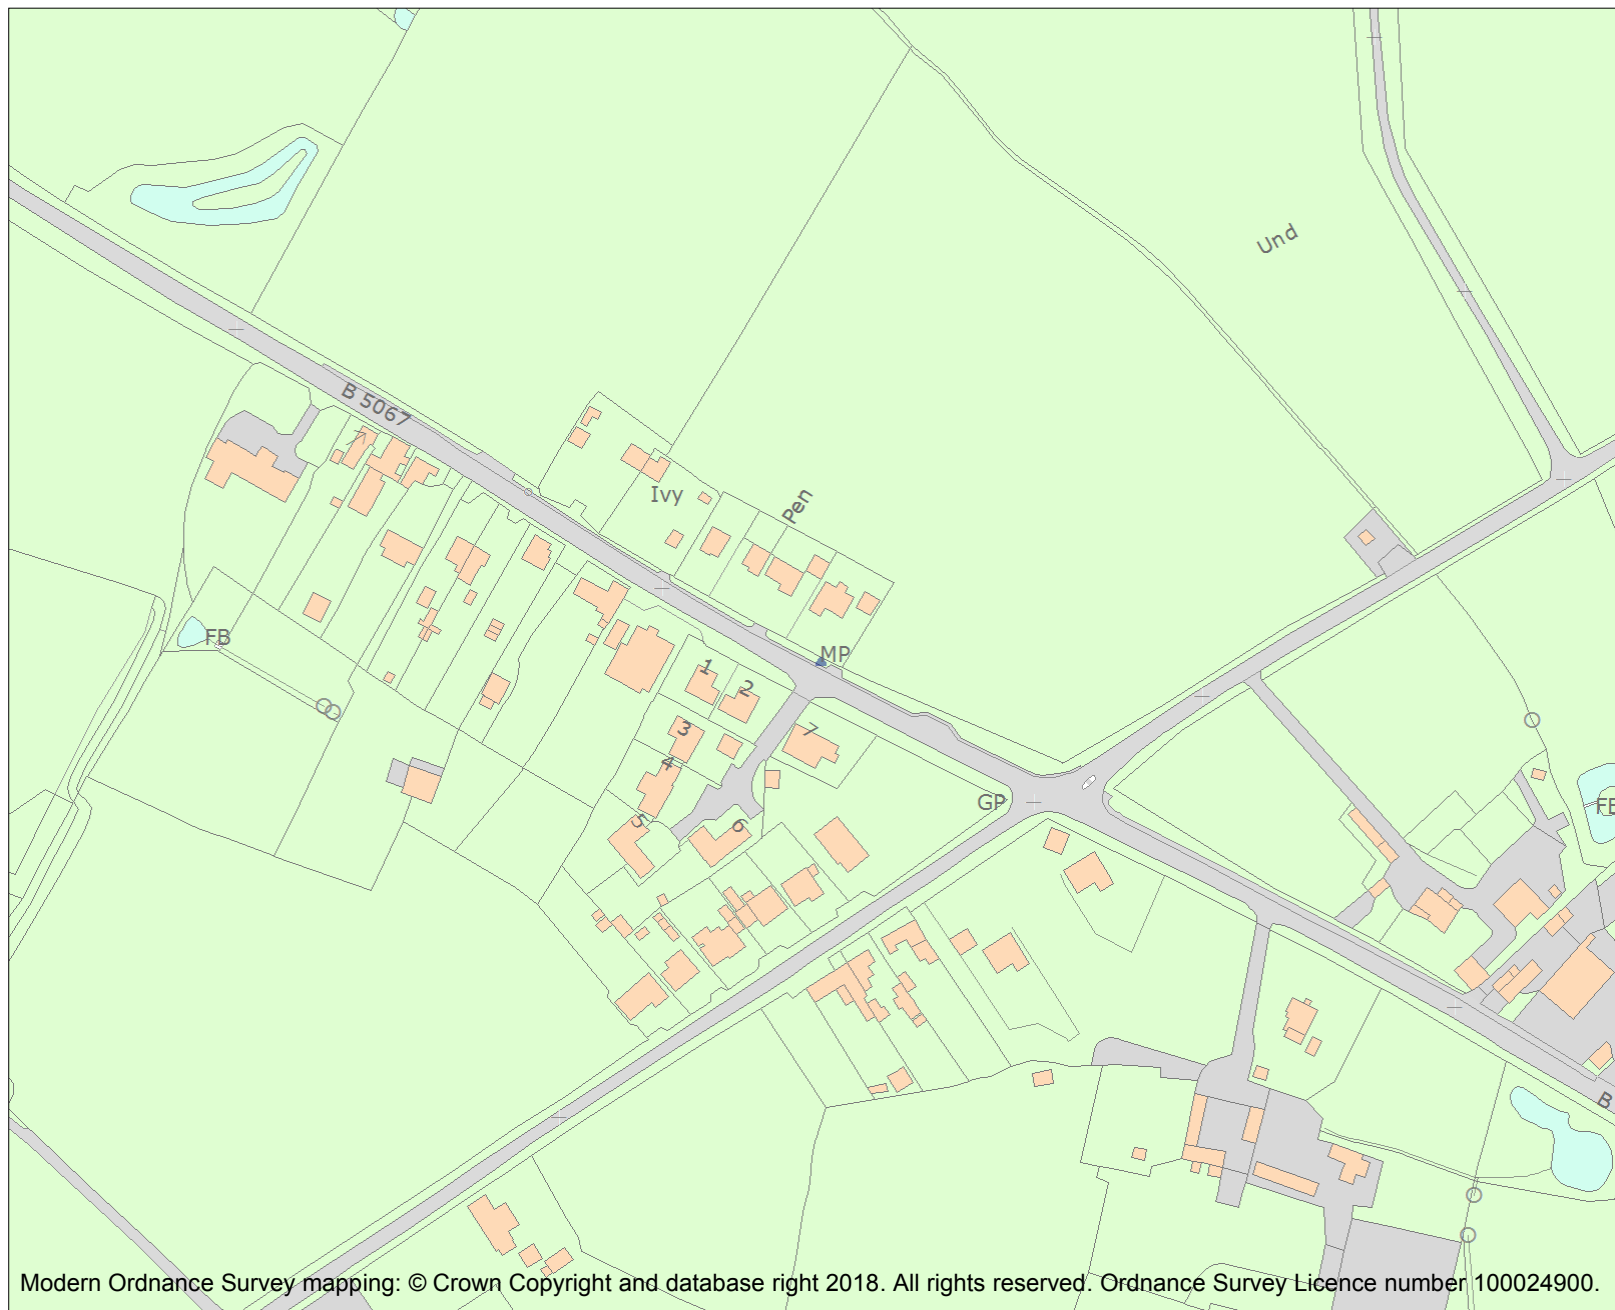 Und
B 5067
7
Ivy
Pen
FB
MP
1
2
3
7
4
GP
5
6
FB
B
Modern Ordnance Survey mapping: © Crown Copyright and database right 2018. All rights reserved. Ordnance Survey Licence number 100024900.